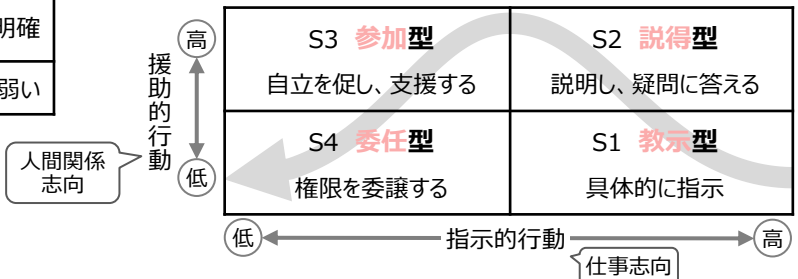 明確
弱い
高
援助的行動
低
人間関係
志向
S3 参加型
自立を促し、支援する
S2 説得型
説明し、疑問に答える
S4 委任型
権限を委譲する
S1 教示型
具体的に指示
低
指示的行動
高
仕事志向